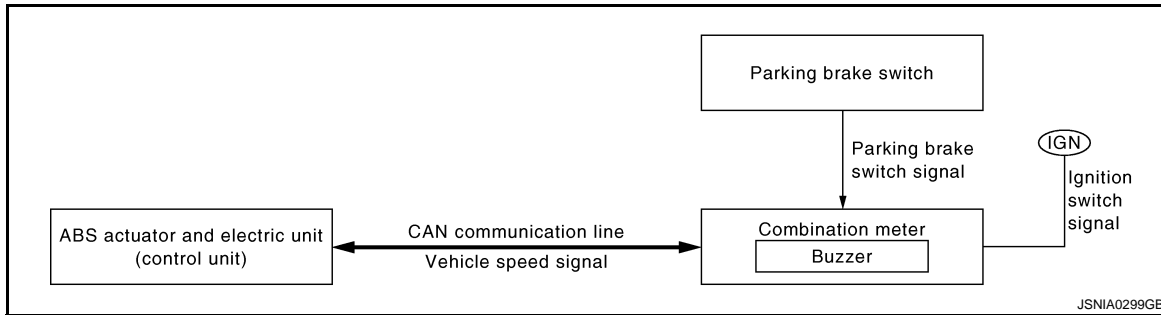 Parking brake switch
Parking brake
switch signal
IGN
Ignition
switch
signal
ABS actuator and electric unit
(control unit)
CAN communication line
Vehicle speed signal
Combination meter
Buzzer
JSNIA0299GB